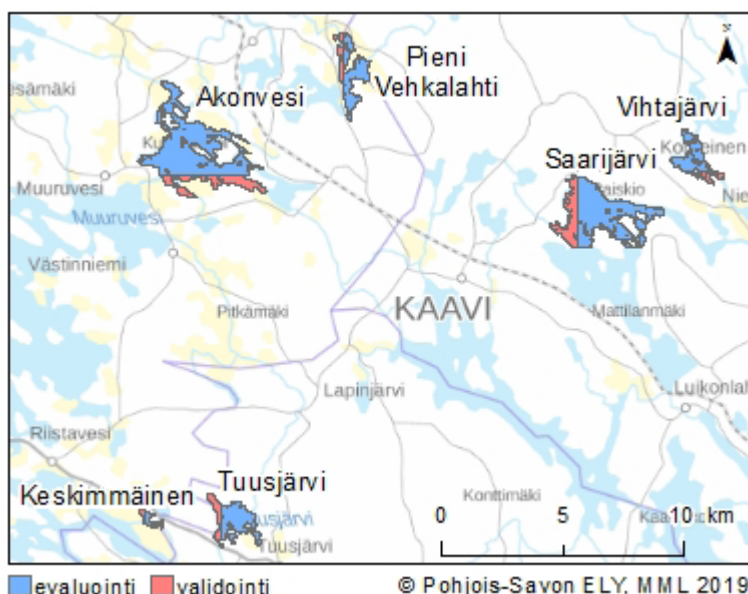 Pieni
Vehkalahti
Akonvesi
Vihtajärvi
Saarijärvi
Muuruvesi
Muuruvesi
Västinniemi
Pitkämäki
KAAVI
Mattilanmäki
Lapinjärvi
Luikonlah
Riistavesi
Keskimmäinen
Tuusjärvi
Konttimäki
Tuusjärvi
0 5 10 km
evaluointi validointi © Pohjois-Savon ELY, MML 2019